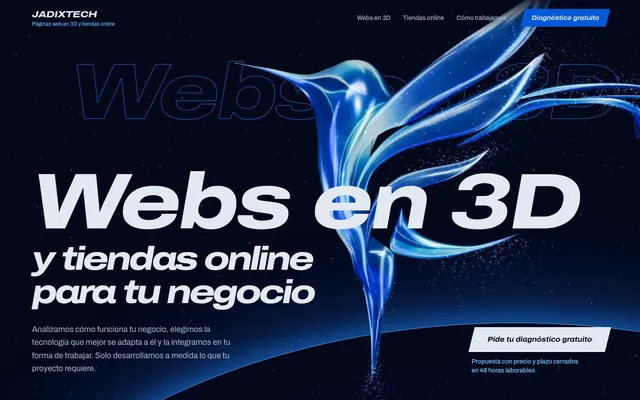 JADIXTECH
Páginas web en 3D y tiendas online
Webs en 3D
Tiendas online
Cómo trabajamos
Diagnóstico gratuito
Webs en 3D
Webs en 3D
y tiendas online
para tu negocio
Analizamos cómo funciona tu negocio, elegimos la
tecnología que mejor se adapta a él y la integramos en tu
forma de trabajar. Solo desarrollamos a medida lo que tu
proyecto requiere.
Pide tu diagnóstico gratuito
Propuesta con precio y plazo cerrados
en 48 horas laborables.